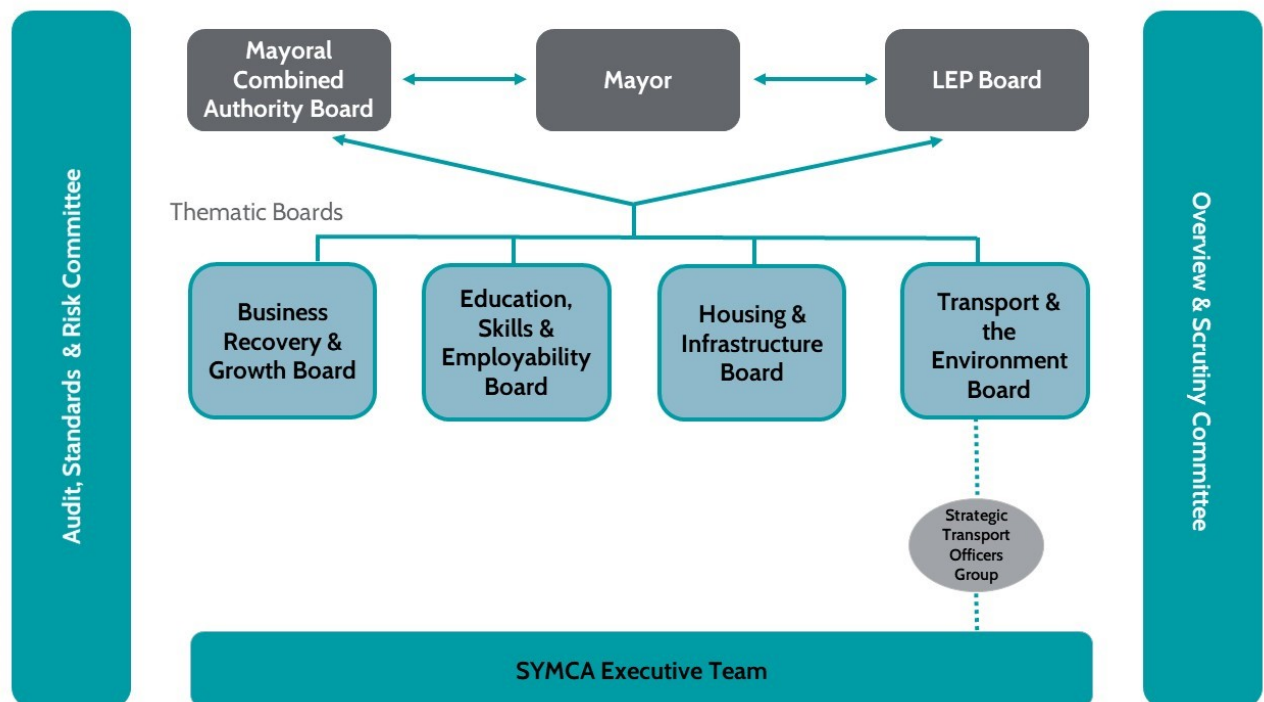 Audit, Standards & Risk Committee
Mayoral
Combined
Authority Board
Mayor
LEP Board
Thematic Boards
Business
Recovery &
Growth Board
Education,
Skills &
Employability
Board
Housing &
Infrastructure
Board
Transport &
the
Environment
Board
Strategic
Transport
Officers
Group
SYMCA Executive Team
Overview & Scrutiny Committee